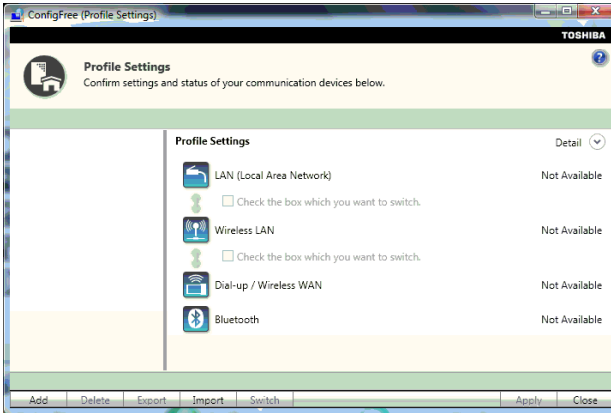 ConfigFree (Profile Settings)
TOSHIBA
Profile Settings
Confirm settings and status of your communication devices below.
Profile Settings
Detail
LAN (Local Area Network) Not Available
Check the box which you want to switch.
Wireless LAN Not Available
Check the box which you want to switch.
Dial-up / Wireless WAN Not Available
Bluetooth Not Available
Add Delete Export Import Switch Apply Close